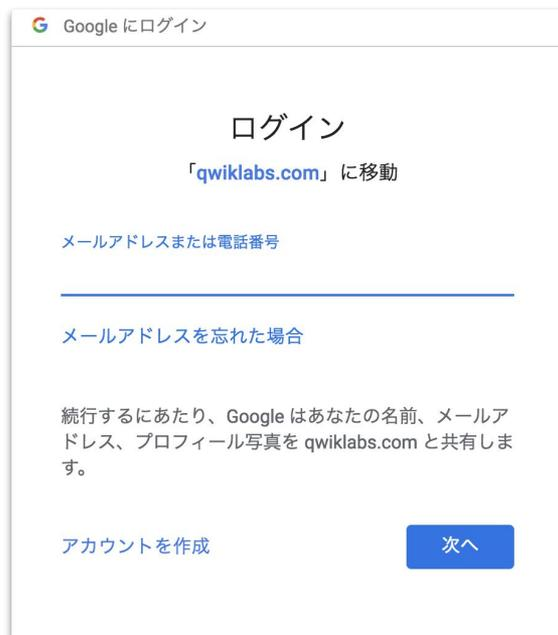 Google にログイン
ログイン
「qwiklabs.com」に移動
メールアドレスまたは電話番号
メールアドレスを忘れた場合
続行するにあたり、Google はあなたの名前、メールア
ドレス、プロフィール写真を qwiklabs.com と共有しま
す。
アカウントを作成
次へ